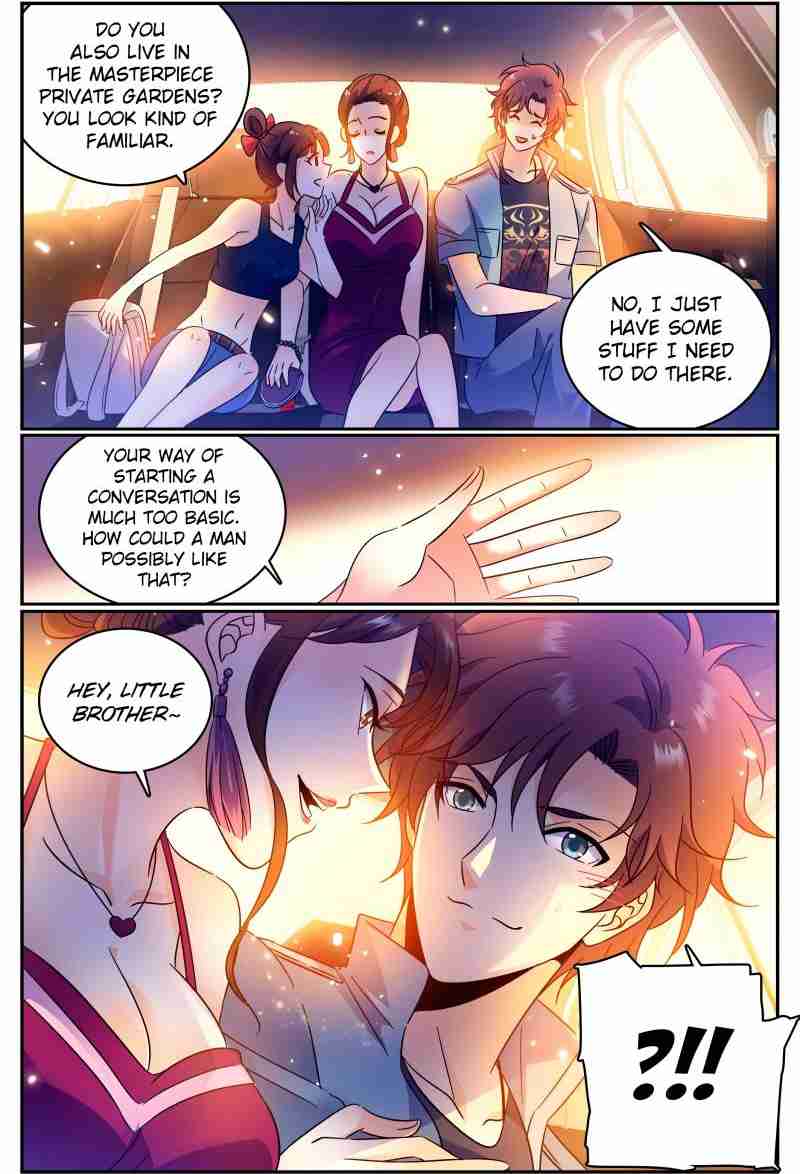 DO YOU
ALSO LIVE IN
THE MASTERPIECE
PRIVATE GARDENS?
YOU LOOK KIND OF
FAMILIAR.
NO, I JUST
HAVE SOME
STUFF I NEED
TO DO THERE.
YOUR WAY OF
STARTING A
CONVERSATION IS
MUCH TOO BASIC.
HOW COULD A MAN
POSSIBLY LIKE
THAT?
HEY, LITTLE
BROTHER~
?!!